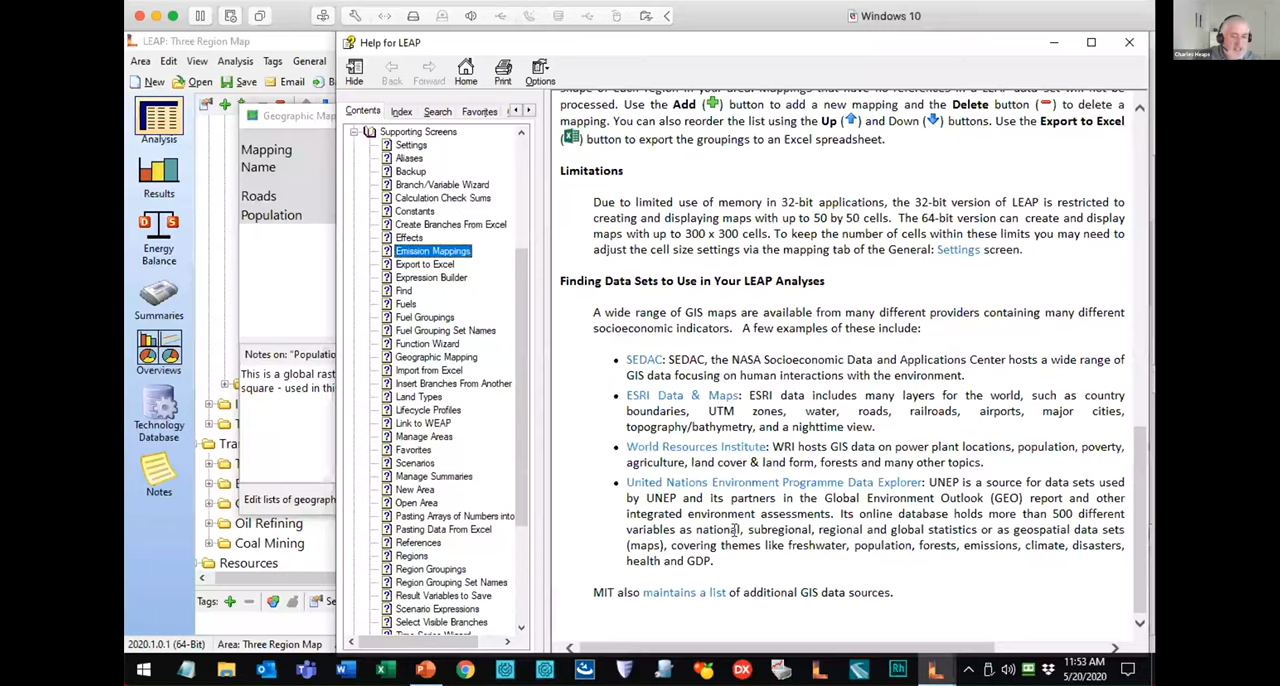 Windows 10
Charles Heaps
LEAP: Three Region Map
Help for LEAP
Area Edit View Analysis Tags General
New Open Save Email
Hide Back Forward Home Print Options
Contents Index Search Favorites
Analysis
Results
Energy
Balance
Summaries
Overviews
Technology
Database
Notes
Geographic Map
Mapping
Name
Roads
Population
Notes on: "Populatio
This is a global rast
square - used in thi
Edit lists of geograph
Tra
Oil Refining
Coal Mining
Resources
Tags:
2020.1.0.1 (64-Bit) Area: Three Region Map
Supporting Screens
Settings
Aliases
Backup
Branch/Variable Wizard
Calculation Check Sums
Constants
Create Branches From Excel
Effects
Emission Mappings
Export to Excel
Expression Builder
Find
Fuels
Fuel Groupings
Fuel Grouping Set Names
Function Wizard
Geographic Mapping
Import from Excel
Insert Branches From Another
Land Types
Lifecycle Profiles
Link to WEAP
Manage Areas
Favorites
Scenarios
Manage Summaries
New Area
Open Area
Pasting Arrays of Numbers into
Pasting Data From Excel
References
Regions
Region Groupings
Region Grouping Set Names
Result Variables to Save
Scenario Expressions
Select Visible Branches
processed. Use the Add ( ) button to add a new mapping and the Delete button ( ) to delete a
mapping. You can also reorder the list using the Up ( ) and Down ( ) buttons. Use the Export to Excel
( ) button to export the groupings to an Excel spreadsheet.
Limitations
Due to limited use of memory in 32-bit applications, the 32-bit version of LEAP is restricted to
creating and displaying maps with up to 50 by 50 cells. The 64-bit version can create and display
maps with up to 300 x 300 cells. To keep the number of cells within these limits you may need to
adjust the cell size settings via the mapping tab of the General: Settings screen.
Finding Data Sets to Use in Your LEAP Analyses
A wide range of GIS maps are available from many different providers containing many different
socioeconomic indicators. A few examples of these include:
• SEDAC: SEDAC, the NASA Socioeconomic Data and Applications Center hosts a wide range of
GIS data focusing on human interactions with the environment.
• ESRI Data & Maps: ESRI data includes many layers for the world, such as country
boundaries, UTM zones, water, roads, railroads, airports, major cities,
topography/bathymetry, and a nighttime view.
• World Resources Institute: WRI hosts GIS data on power plant locations, population, poverty,
agriculture, land cover & land form, forests and many other topics.
• United Nations Environment Programme Data Explorer: UNEP is a source for data sets used
by UNEP and its partners in the Global Environment Outlook (GEO) report and other
integrated environment assessments. Its online database holds more than 500 different
variables as national, subregional, regional and global statistics or as geospatial data sets
(maps), covering themes like freshwater, population, forests, emissions, climate, disasters,
health and GDP.
MIT also maintains a list of additional GIS data sources.
DX
Rh
11:53 AM
5/20/2020